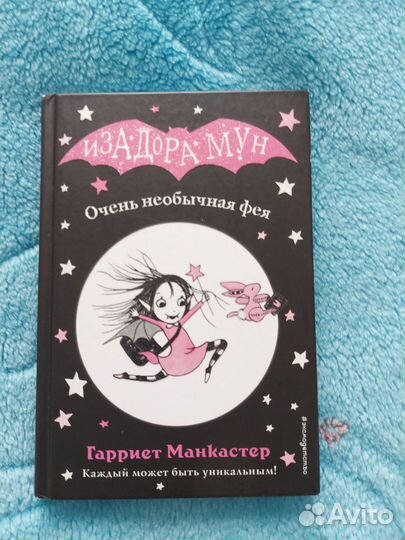 ИЗАДОРА МУН
Очень необычная фея
Гарриет Манкастер
Каждый может быть уникальным!
#эксмодетство
Avito